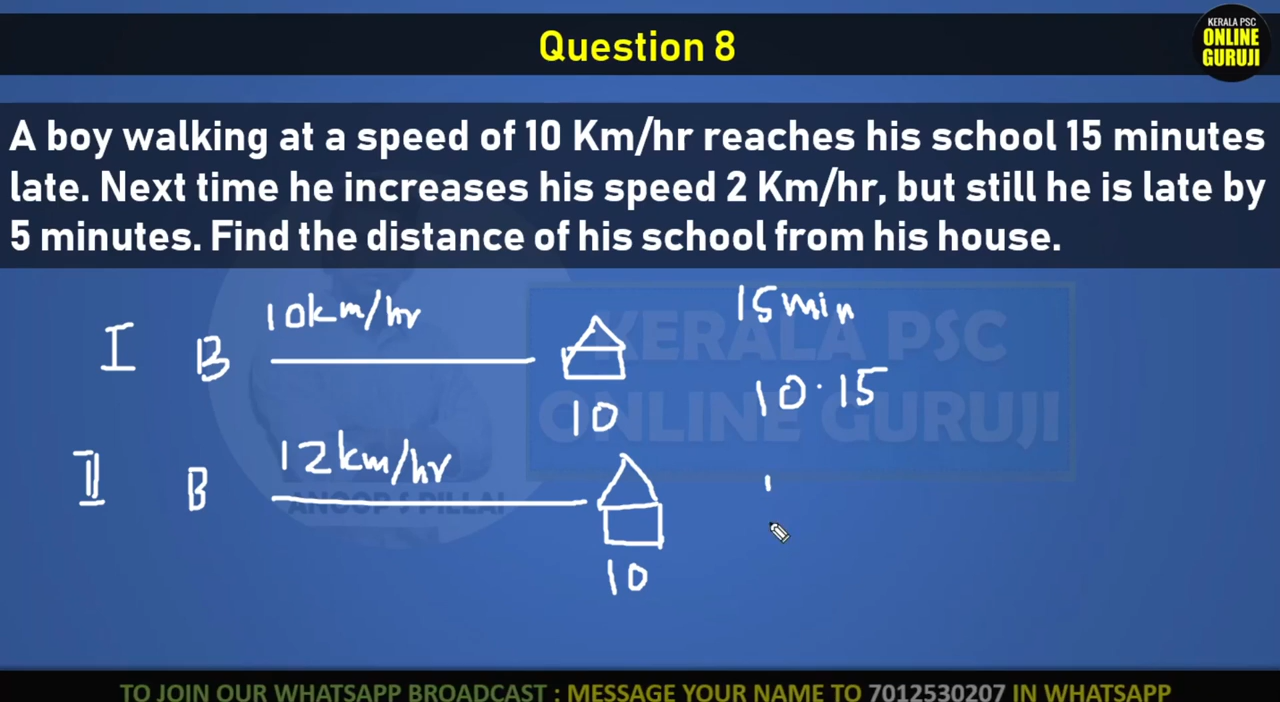 KERALA PSC
ONLINE
GURUJI
Question 8
A boy walking at a speed of 10 Km/hr reaches his school 15 minutes
late. Next time he increases his speed 2 Km/hr, but still he is late by
5 minutes. Find the distance of his school from his house.
I B 10km/hr 15min
10 10.15
II B 12km/hr
10
KERALA PSC
ONLINE GURUJI
ANOOP S PILLAI
TO JOIN OUR WHATSAPP BROADCAST : MESSAGE YOUR NAME TO 7012530207 IN WHATSAPP